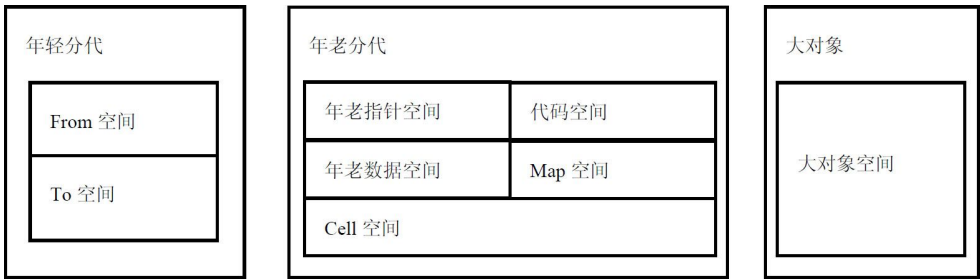 年轻分代
From 空间
To 空间
年老分代
年老指针空间
代码空间
年老数据空间
Map 空间
Cell 空间
大对象
大对象空间